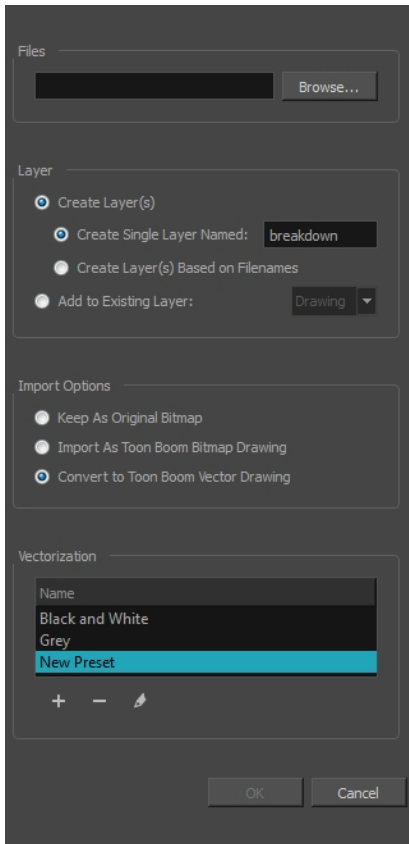 Files
Browse...
Layer
Create Layer(s)
Create Single Layer Named: breakdown
Create Layer(s) Based on Filenames
Add to Existing Layer: Drawing
Import Options
Keep As Original Bitmap
Import As Toon Boom Bitmap Drawing
Convert to Toon Boom Vector Drawing
Vectorization
Name
Black and White
Grey
New Preset
OK Cancel